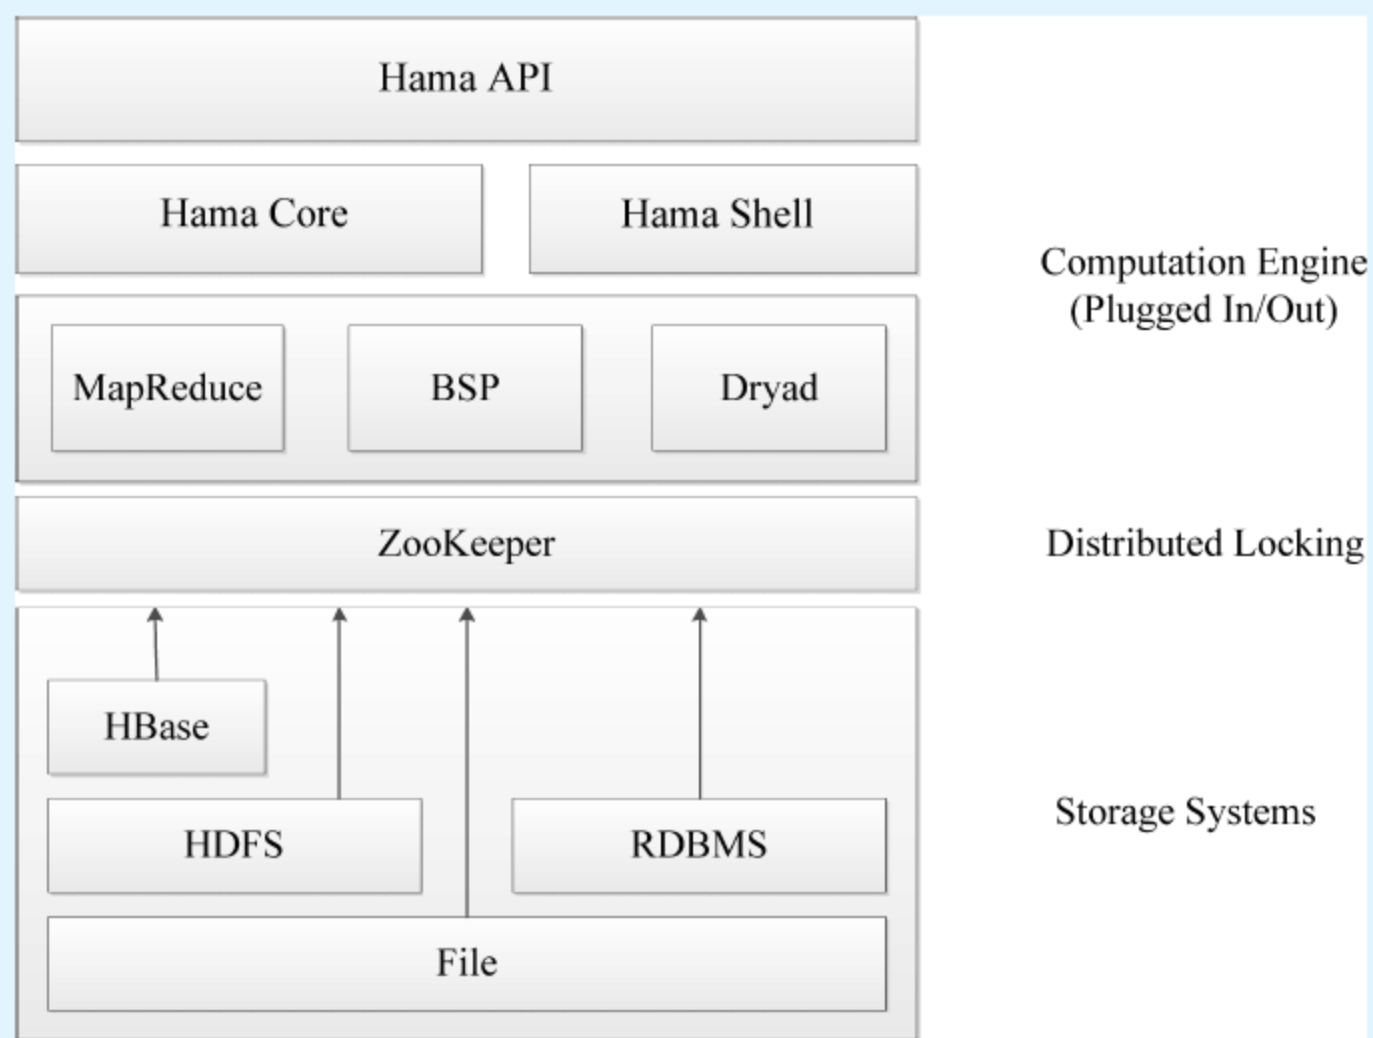 Hama API
Hama Core
Hama Shell
Computation Engine
(Plugged In/Out)
MapReduce
BSP
Dryad
ZooKeeper
Distributed Locking
HBase
HDFS
RDBMS
Storage Systems
File